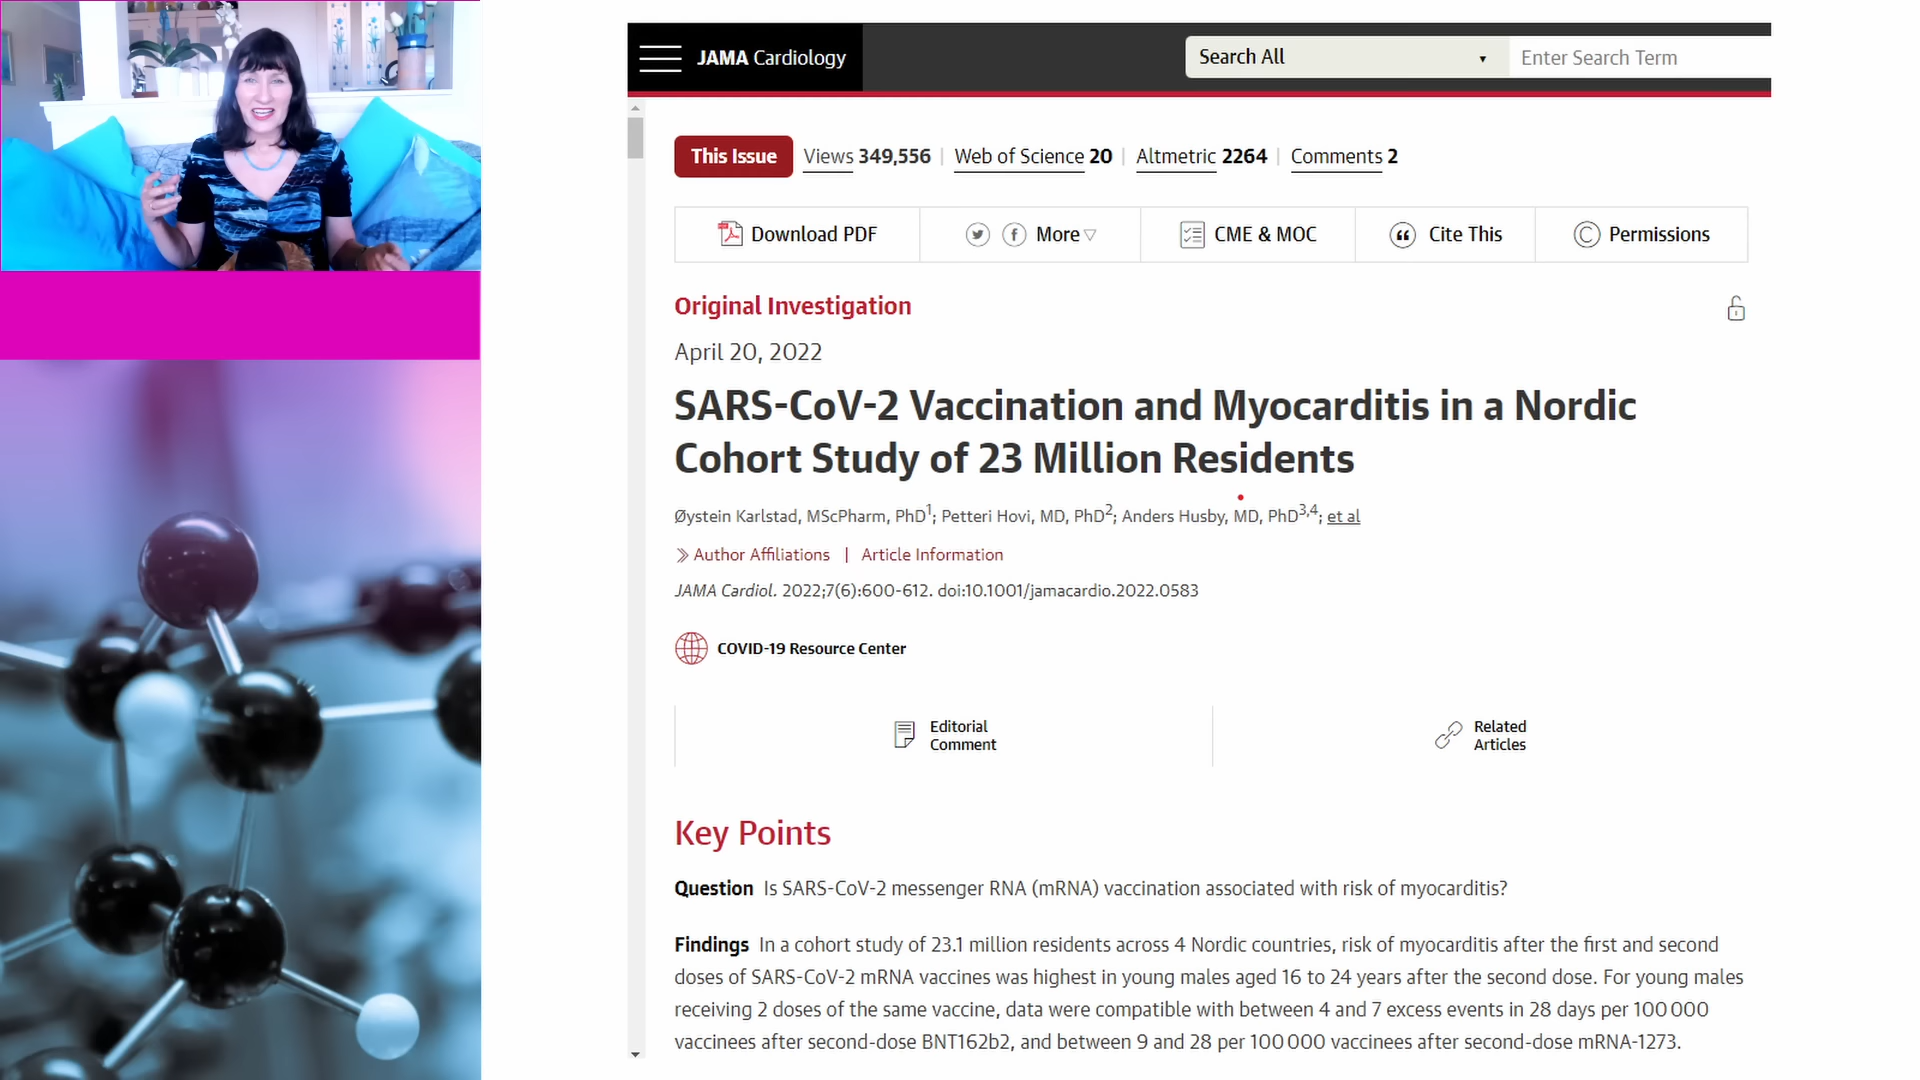 JAMA Cardiology
Search All
Enter Search Term
This Issue Views 349,556 | Web of Science 20 | Altmetric 2264 | Comments 2
Download PDF
More
CME & MOC
Cite This
Permissions
Original Investigation
April 20, 2022
SARS-CoV-2 Vaccination and Myocarditis in a Nordic
Cohort Study of 23 Million Residents
Øystein Karlstad, MScPharm, PhD1; Petteri Hovi, MD, PhD2; Anders Husby, MD, PhD3,4; et al
Author Affiliations | Article Information
JAMA Cardiol. 2022;7(6):600-612. doi:10.1001/jamacardio.2022.0583
COVID-19 Resource Center
Editorial
Comment
Related
Articles
Key Points
Question Is SARS-CoV-2 messenger RNA (mRNA) vaccination associated with risk of myocarditis?
Findings In a cohort study of 23.1 million residents across 4 Nordic countries, risk of myocarditis after the first and second
doses of SARS-CoV-2 mRNA vaccines was highest in young males aged 16 to 24 years after the second dose. For young males
receiving 2 doses of the same vaccine, data were compatible with between 4 and 7 excess events in 28 days per 100 000
vaccinees after second-dose BNT162b2, and between 9 and 28 per 100 000 vaccinees after second-dose mRNA-1273.